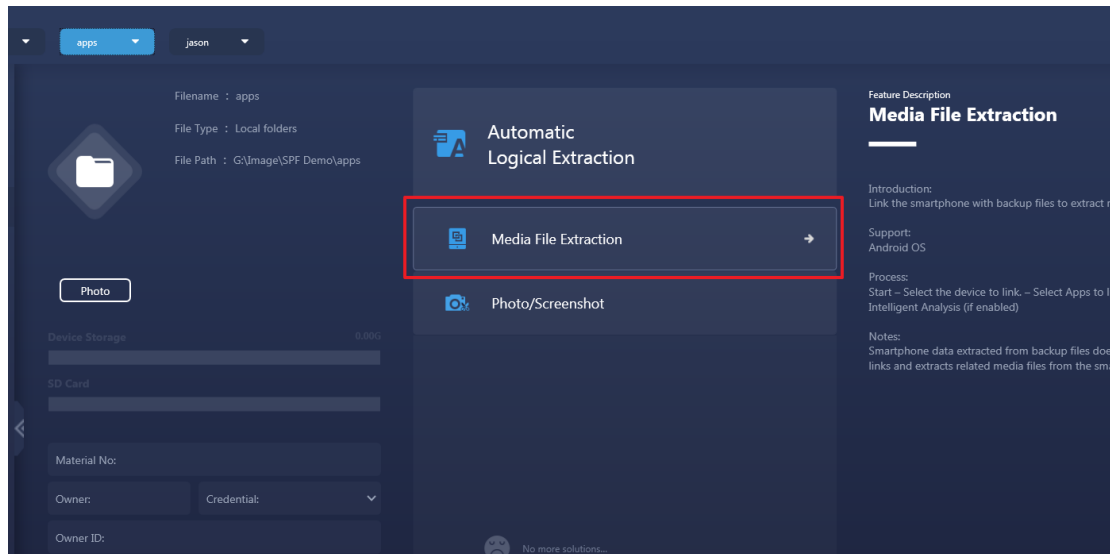 apps
jason
Filename : apps
File Type : Local folders
File Path : G:\Image\SPF Demo\apps
Photo
Device Storage 0.00G
SD Card
Material No:
Owner:
Credential:
Owner ID:
Automatic
Logical Extraction
Media File Extraction
Photo/Screenshot
No more solutions...
Feature Description
Media File Extraction
Introduction:
Link the smartphone with backup files to extract
Support:
Android OS
Process:
Start – Select the device to link. – Select Apps to
Intelligent Analysis (if enabled)
Notes:
Smartphone data extracted from backup files doe
links and extracts related media files from the sm